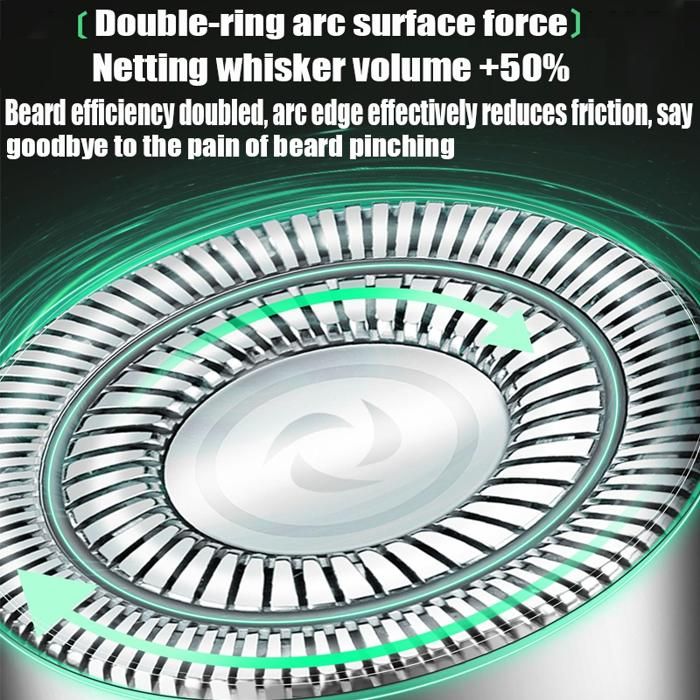 〔 Double-ring arc surface force〕
Netting whisker volume +50%
Beard efficiency doubled, arc edge effectively reduces friction, say
goodbye to the pain of beard pinching